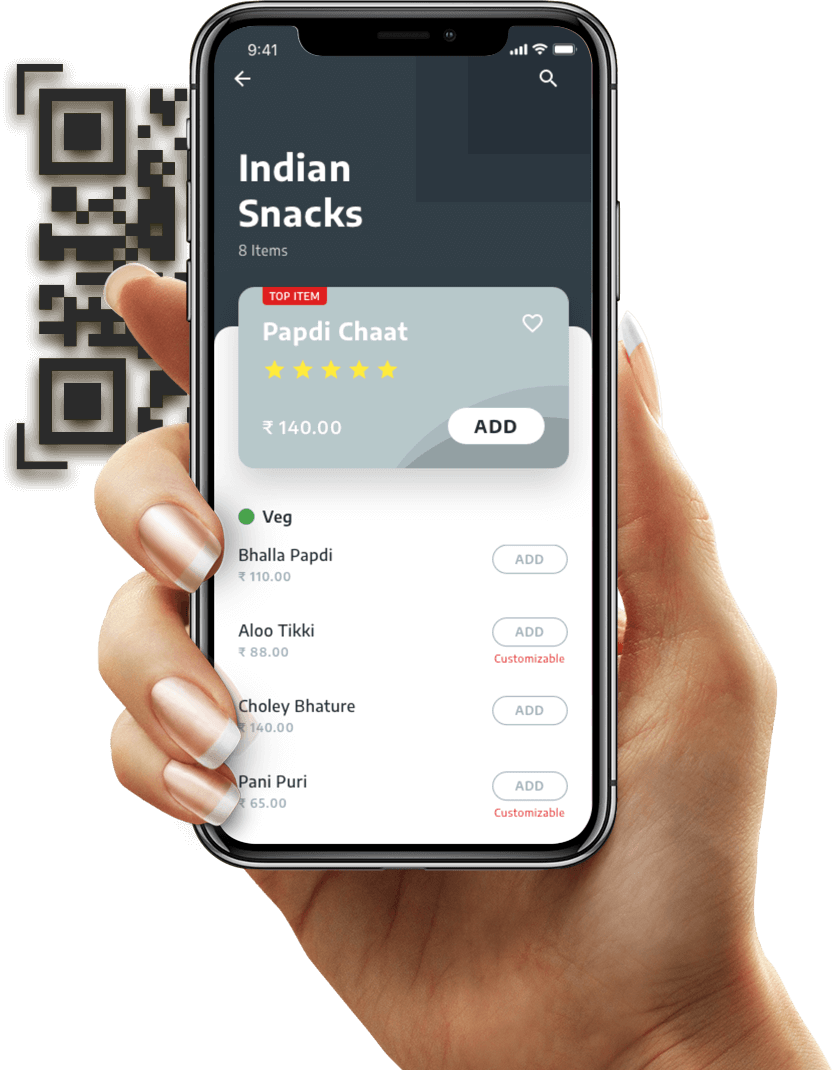 9:41
Indian
Snacks
8 Items
TOP ITEM
Papdi Chaat
₹ 140.00
ADD
Veg
Bhalla Papdi
ADD
₹ 110.00
Aloo Tikki
ADD
₹ 88.00
Customizable
Choley Bhature
ADD
₹ 140.00
Pani Puri
ADD
₹ 65.00
Customizable